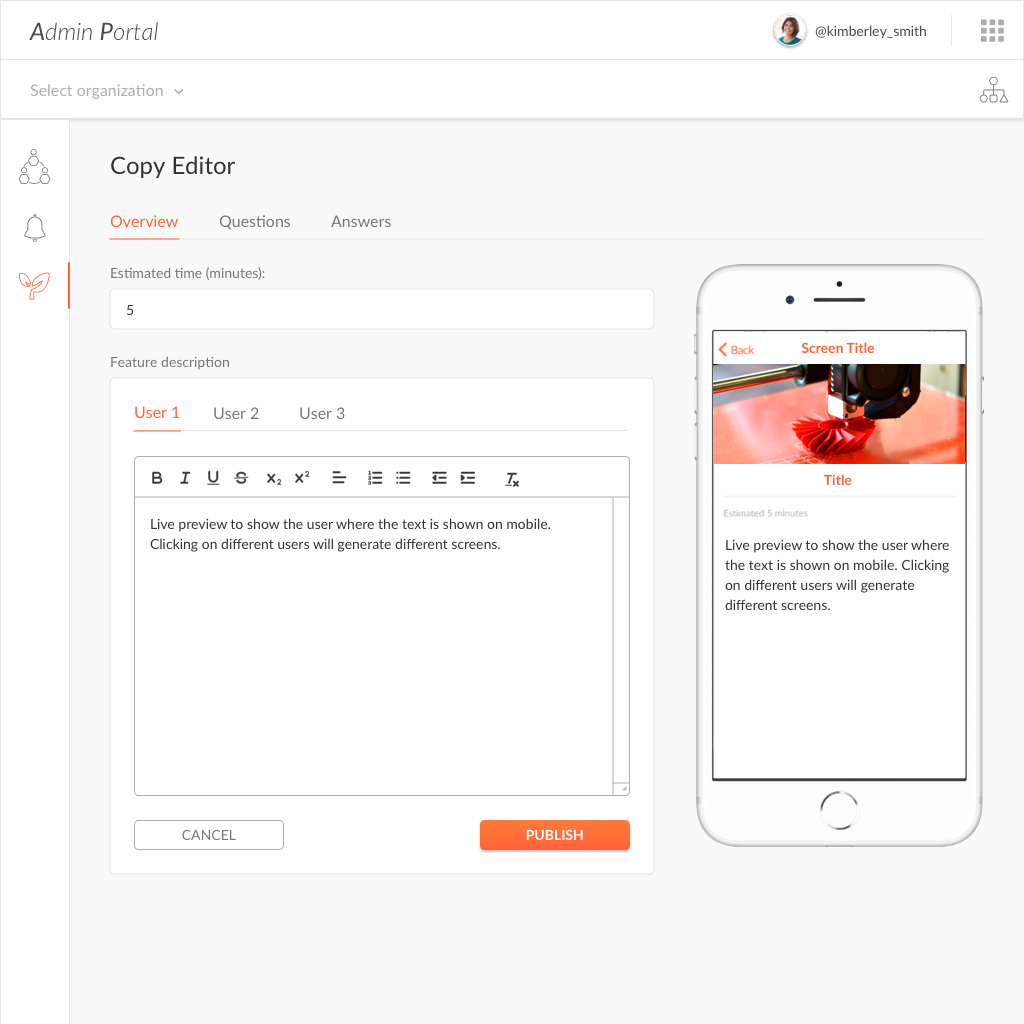 Admin Portal
@kimberley_smith
Select organization
Copy Editor
Overview Questions Answers
Estimated time (minutes):
5
Feature description
User 1 User 2 User 3
B I U S x₂ x² Tx
Live preview to show the user where the text is shown on mobile.
Clicking on different users will generate different screens.
CANCEL PUBLISH
Back Screen Title
Title
Estimated 5 minutes
Live preview to show the user where
the text is shown on mobile. Clicking
on different users will generate
different screens.